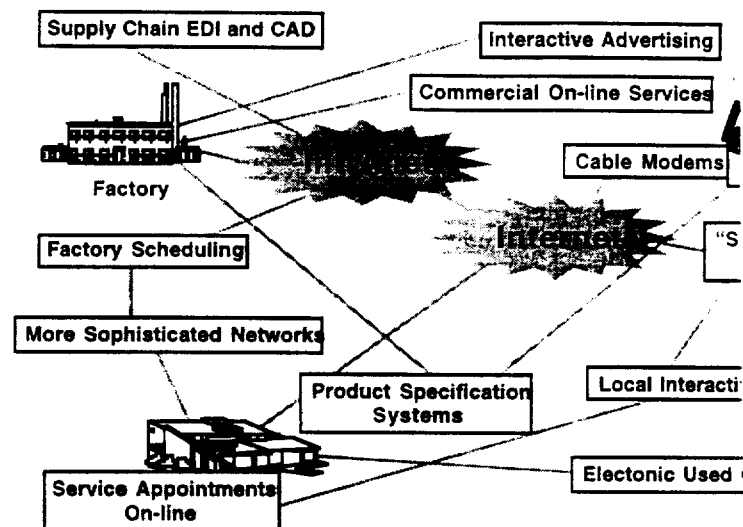 Supply Chain EDI and CAD
Interactive Advertising
Commercial On-line Services
Factory
Cable Modems
Internet
"S
Factory Scheduling
More Sophisticated Networks
Product Specification
Systems
Local Interacti
Electonic Used
Service Appointments
On-line